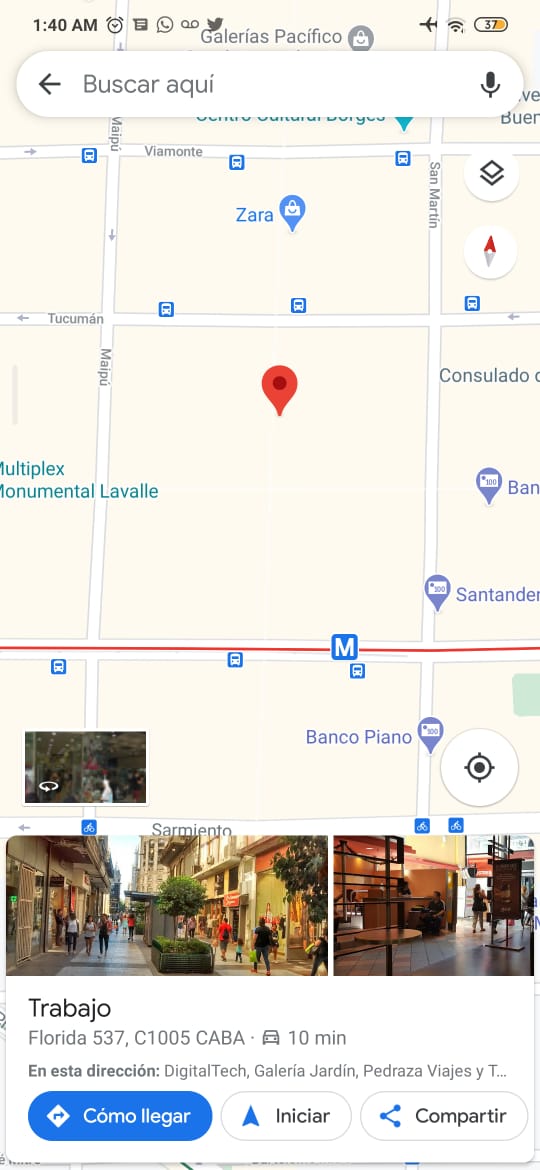 1:40 AM
37
Galerías Pacífico
Buscar aquí
Centro Cultural Borges
Buen
Maipú
Viamonte
San Martín
Zara
Tucumán
Maipú
Consulado
Multiplex
Monumental Lavalle
100
Ban
100
Santander
M
Banco Piano
100
Sarmiento
Trabajo
Florida 537, C1005 CABA · 10 min
En esta dirección: DigitalTech, Galería Jardín, Pedraza Viajes y T...
Cómo llegar
Iniciar
Compartir